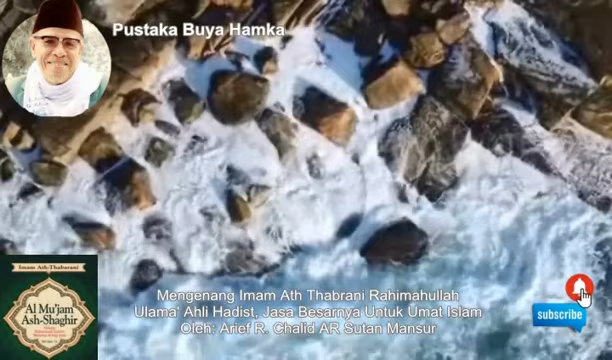 Pustaka Buya Hamka
Imam Ath-Thabarani
Al Mu'jam
Ash-Shaghir
Mengenang Imam Ath Thabrani Rahimahullah
Ulama' Ahli Hadist, Jasa Besarnya Untuk Umat Islam
Oleh: Arief R. Chalid AR Sutan Mansur
subscribe